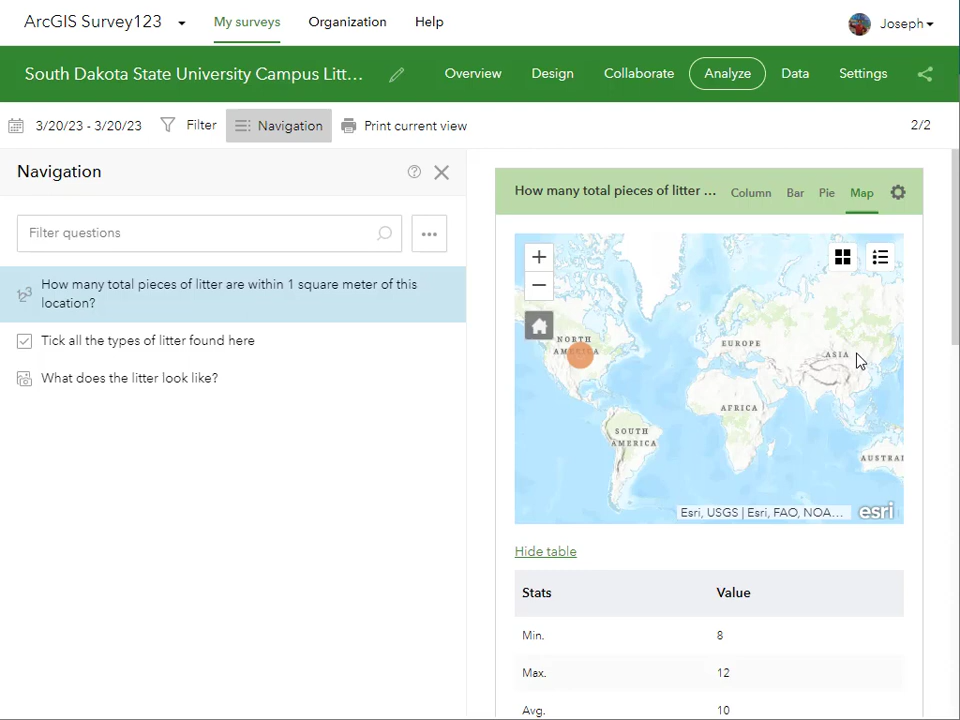 ArcGIS Survey123
My surveys
Organization
Help
Joseph
South Dakota State University Campus Litt...
Overview
Design
Collaborate
Analyze
Data
Settings
3/20/23 - 3/20/23
Filter
Navigation
Print current view
2/2
Navigation
Filter questions
How many total pieces of litter are within 1 square meter of this
location?
Tick all the types of litter found here
What does the litter look like?
How many total pieces of litter ...
Column
Bar
Pie
Map
NORTH
AMERICA
EUROPE
ASIA
AFRICA
SOUTH
AMERICA
AUSTRAI
Esri, USGS | Esri, FAO, NOA...
esri
Hide table
Stats
Value
Min.
8
Max.
12
Avg.
10